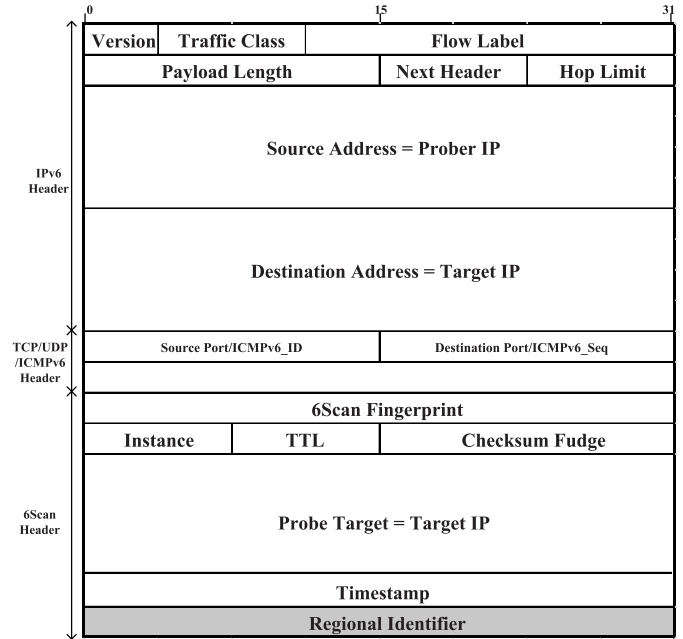 0 15 31
Version Traffic Class Flow Label
Payload Length Next Header Hop Limit
Source Address = Prober IP
IPv6
Header
Destination Address = Target IP
TCP/UDP
/ICMPv6
Header
Source Port/ICMPv6_ID Destination Port/ICMPv6_Seq
6Scan Fingerprint
Instance TTL Checksum Fudge
6Scan
Header
Probe Target = Target IP
Timestamp
Regional Identifier